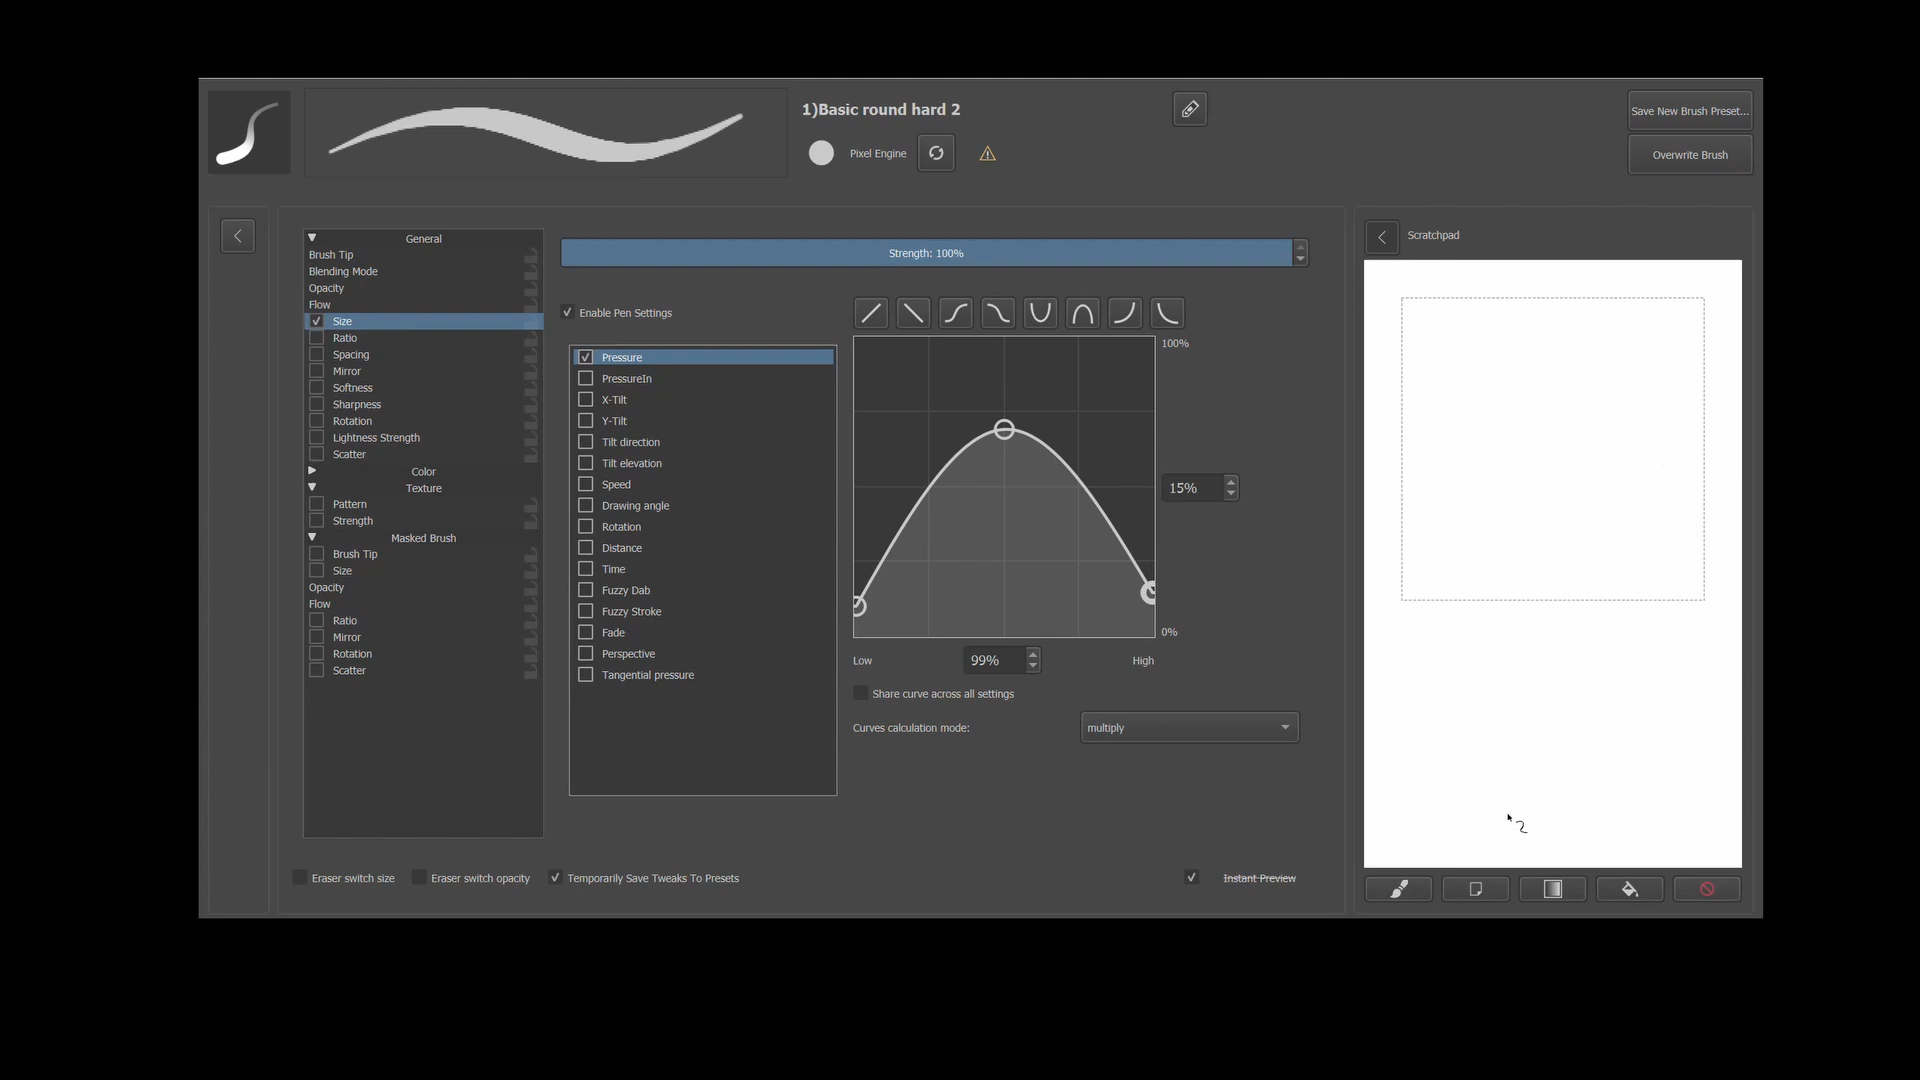 1)Basic round hard 2
Save New Brush Preset...
Pixel Engine
Overwrite Brush
Scratchpad
General
Brush Tip
Blending Mode
Opacity
Flow
Size
Ratio
Spacing
Mirror
Softness
Sharpness
Rotation
Lightness Strength
Scatter
Color
Texture
Pattern
Strength
Masked Brush
Brush Tip
Size
Opacity
Flow
Ratio
Mirror
Rotation
Scatter
Strength: 100%
Enable Pen Settings
Pressure
PressureIn
X-Tilt
Y-Tilt
Tilt direction
Tilt elevation
Speed
Drawing angle
Rotation
Distance
Time
Fuzzy Dab
Fuzzy Stroke
Fade
Perspective
Tangential pressure
100%
15%
0%
Low
99%
High
Share curve across all settings
Curves calculation mode:
multiply
Eraser switch size
Eraser switch opacity
Temporarily Save Tweaks To Presets
Instant Preview